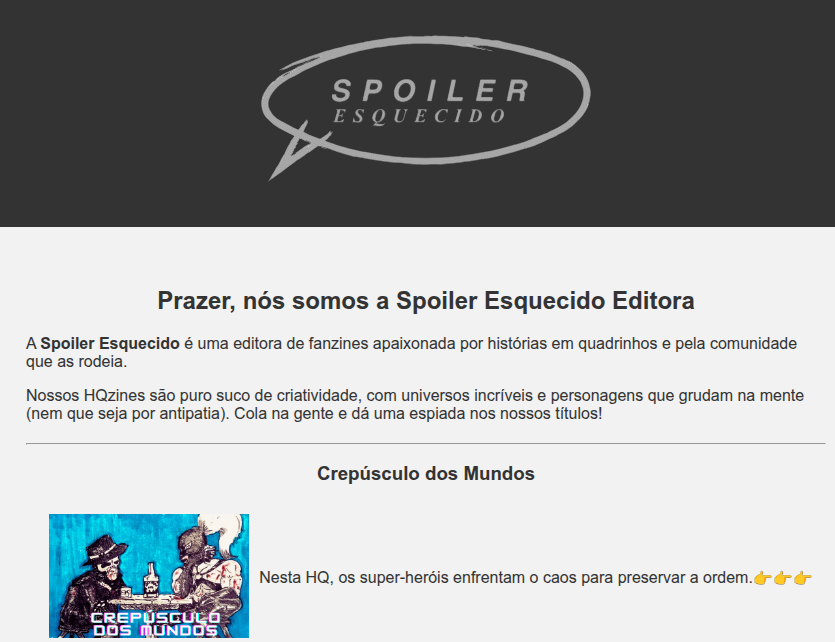 SPOILER
ESQUECIDO
Prazer, nós somos a Spoiler Esquecido Editora
A Spoiler Esquecido é uma editora de fanzines apaixonada por histórias em quadrinhos e pela comunidade
que as rodeia.
Nossos HQzines são puro suco de criatividade, com universos incríveis e personagens que grudam na mente
(nem que seja por antipatia). Cola na gente e dá uma espiada nos nossos títulos!
Crepúsculo dos Mundos
Nesta HQ, os super-heróis enfrentam o caos para preservar a ordem.👉👉👉
CREPÚSCULO
DOS MUNDOS